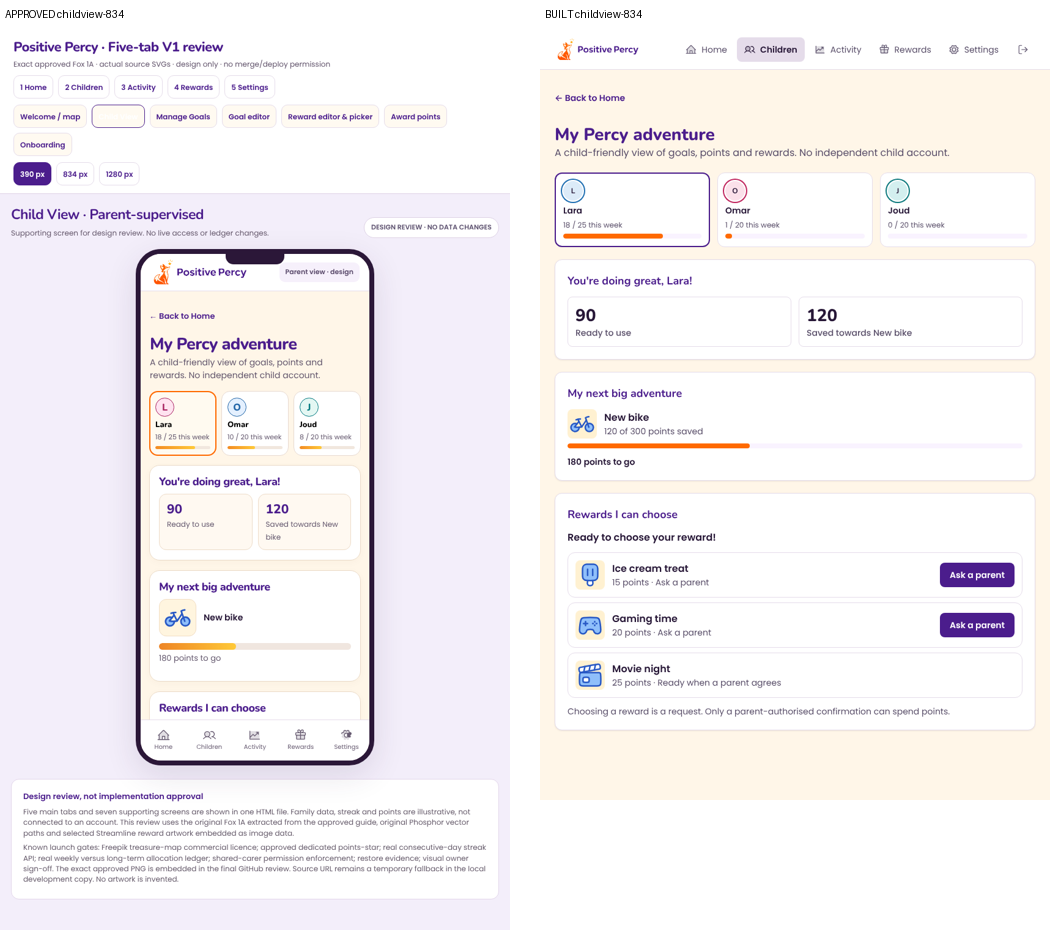 APPROVED childview-834
Positive Percy · Five-tab V1 review
Exact approved Fox 1A · actual source SVGs · design only · no merge/deploy permission
1 Home
2 Children
3 Activity
4 Rewards
5 Settings
Welcome / map
Manage Goals
Goal editor
Reward editor & picker
Award points
Onboarding
390 px
834 px
1280 px
Child View · Parent-supervised
Supporting screen for design review. No live access or ledger changes.
DESIGN REVIEW · NO DATA CHANGES
Positive Percy
Parent view · design
← Back to Home
My Percy adventure
A child-friendly view of goals, points and
rewards. No independent child account.
L
Lara
18 / 25 this week
O
Omar
10 / 20 this week
J
Joud
8 / 20 this week
You're doing great, Lara!
90
Ready to use
120
Saved towards New
bike
My next big adventure
New bike
180 points to go
Rewards I can choose
Home
Children
Activity
Rewards
Settings
Design review, not implementation approval
Five main tabs and seven supporting screens are shown in one HTML file. Family data, streak and points are illustrative, not
connected to an account. This review uses the original Fox 1A extracted from the approved guide, original Phosphor vector
paths and selected Streamline reward artwork embedded as image data.
Known launch gates: Freepik treasure-map commercial licence; approved dedicated points-star; real consecutive-day streak
API; real weekly versus long-term allocation ledger; shared-carer permission enforcement; restore evidence; visual owner
sign-off. The exact approved PNG is embedded in the final GitHub review. Source URL remains a temporary fallback in the local
development copy. No artwork is invented.
BUILT childview-834
Positive Percy
Home
Children
Activity
Rewards
Settings
← Back to Home
My Percy adventure
A child-friendly view of goals, points and rewards. No independent child account.
L
Lara
18 / 25 this week
O
Omar
1 / 20 this week
J
Joud
0 / 20 this week
You're doing great, Lara!
90
Ready to use
120
Saved towards New bike
My next big adventure
New bike
120 of 300 points saved
180 points to go
Rewards I can choose
Ready to choose your reward!
Ice cream treat
15 points · Ask a parent
Ask a parent
Gaming time
20 points · Ask a parent
Ask a parent
Movie night
25 points · Ready when a parent agrees
Choosing a reward is a request. Only a parent-authorised confirmation can spend points.